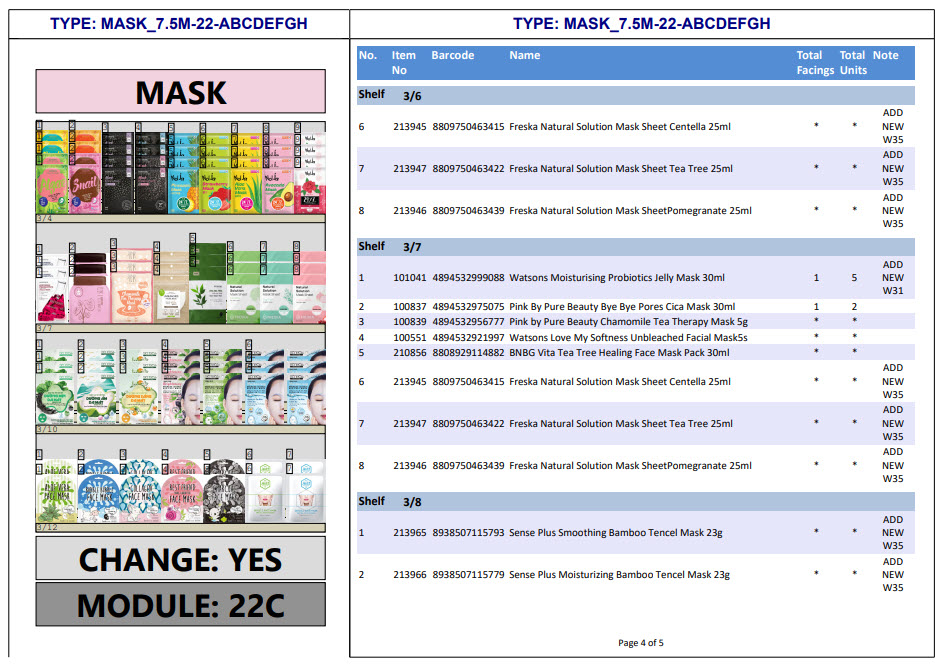 TYPE: MASK_7.5M-22-ABCDEFGH
MASK
3/4
3/7
3/10
3/12
CHANGE: YES
MODULE: 22C
TYPE: MASK_7.5M-22-ABCDEFGH
No. Item No Barcode Name Total Facings Total Units Note
Shelf 3/6
6 213945 8809750463415 Freska Natural Solution Mask Sheet Centella 25ml * * ADD NEW W35
7 213947 8809750463422 Freska Natural Solution Mask Sheet Tea Tree 25ml * * ADD NEW W35
8 213946 8809750463439 Freska Natural Solution Mask SheetPomegranate 25ml * * ADD NEW W35
Shelf 3/7
1 101041 4894532999088 Watsons Moisturising Probiotics Jelly Mask 30ml 1 5 ADD NEW W31
2 100837 4894532975075 Pink By Pure Beauty Bye Bye Pores Cica Mask 30ml 1 2
3 100839 4894532956777 Pink by Pure Beauty Chamomile Tea Therapy Mask 5g * *
4 100551 4894532921997 Watsons Love My Softness Unbleached Facial Mask5s * *
5 210856 8808929114882 BNBG Vita Tea Tree Healing Face Mask Pack 30ml * *
6 213945 8809750463415 Freska Natural Solution Mask Sheet Centella 25ml * * ADD NEW W35
7 213947 8809750463422 Freska Natural Solution Mask Sheet Tea Tree 25ml * * ADD NEW W35
8 213946 8809750463439 Freska Natural Solution Mask SheetPomegranate 25ml * * ADD NEW W35
Shelf 3/8
1 213965 8938507115793 Sense Plus Smoothing Bamboo Tencel Mask 23g * * ADD NEW W35
2 213966 8938507115779 Sense Plus Moisturizing Bamboo Tencel Mask 23g * * ADD NEW W35
Page 4 of 5